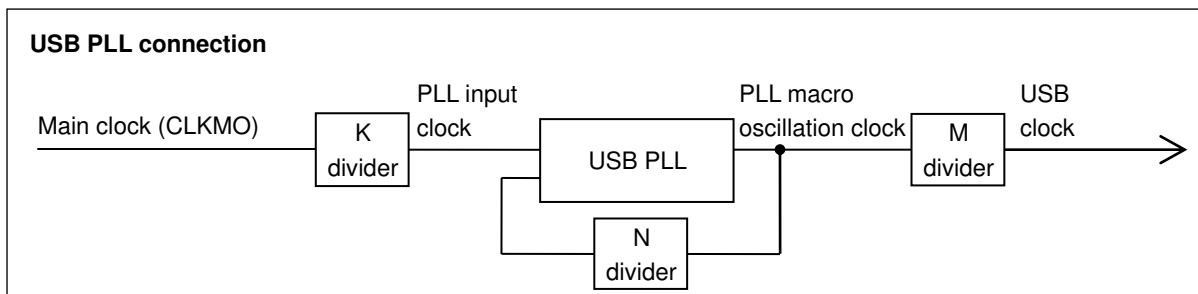 USB PLL connection
Main clock (CLKMO)
K
divider
PLL input
clock
USB PLL
N
divider
PLL macro
oscillation clock
M
divider
USB
clock